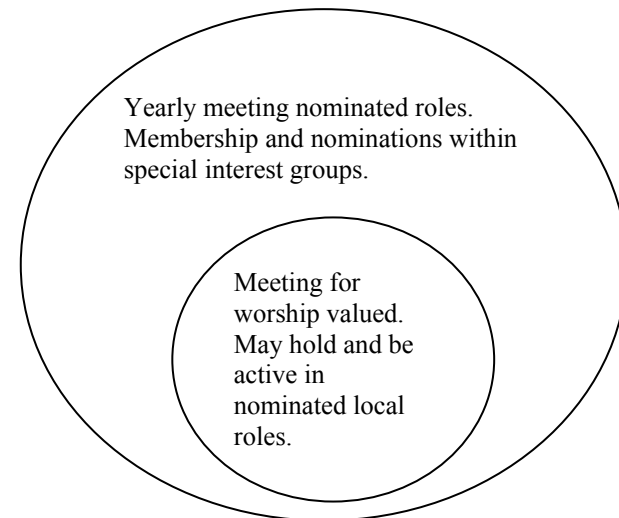 Yearly meeting nominated roles.
Membership and nominations within
special interest groups.
Meeting for
worship valued.
May hold and be
active in
nominated local
roles.